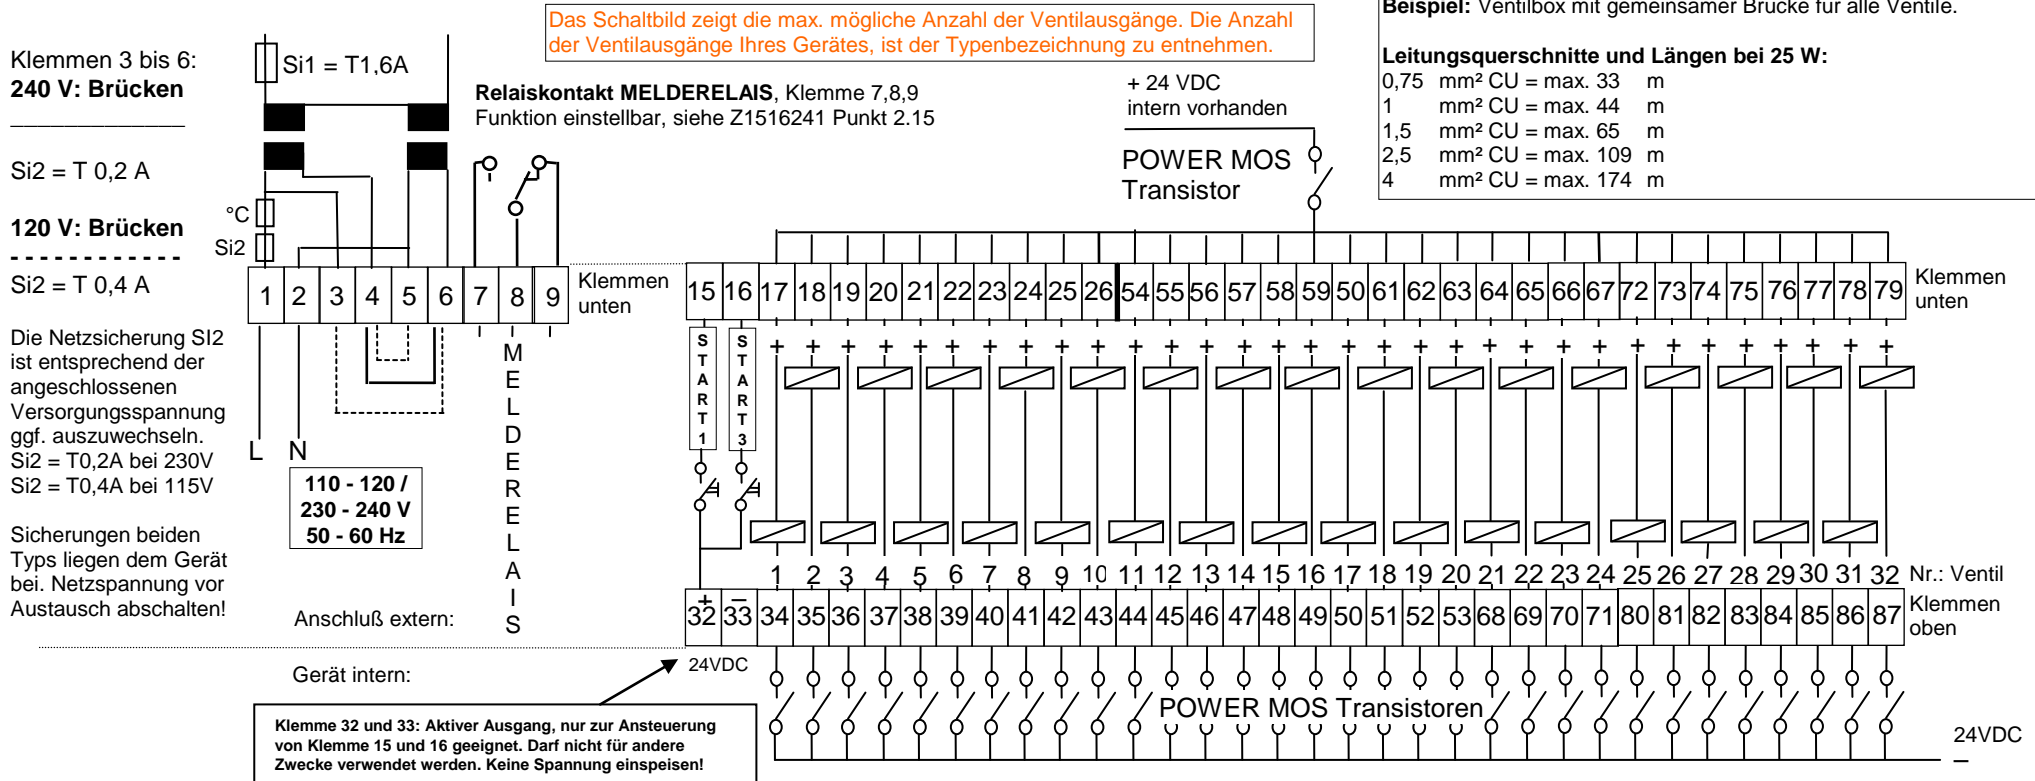 Das Schaltbild zeigt die max. mögliche Anzahl der Ventilausgänge. Die Anzahl
der Ventilausgänge Ihres Gerätes, ist der Typenbezeichnung zu entnehmen.
Beispiel: Ventilbox mit gemeinsamer Brücke für alle Ventile.
Leitungsquerschnitte und Längen bei 25 W:
0,75 mm² CU = max. 33 m
1 mm² CU = max. 44 m
1,5 mm² CU = max. 65 m
2,5 mm² CU = max. 109 m
4 mm² CU = max. 174 m
Klemmen 3 bis 6:
240 V: Brücken
Si2 = T 0,2 A
120 V: Brücken
Si2 = T 0,4 A
Die Netzsicherung SI2
ist entsprechend der
angeschlossenen
Versorgungsspannung
ggf. auszuwechseln.
Si2 = T0,2A bei 230V
Si2 = T0,4A bei 115V
Sicherungen beiden
Typs liegen dem Gerät
bei. Netzspannung vor
Austausch abschalten!
Si1 = T1,6A
°C
Si2
Relaiskontakt MELDERELAIS, Klemme 7,8,9
Funktion einstellbar, siehe Z1516241 Punkt 2.15
+ 24 VDC
intern vorhanden
POWER MOS
Transistor
1 2 3 4 5 6 7 8 9
Klemmen
unten
15 16 17 18 19 20 21 22 23 24 25 26 54 55 56 57 58 59 50 61 62 63 64 65 66 67 72 73 74 75 76 77 78 79
Klemmen
unten
+ + + + + + + + + + + + + + + + + + + + + + + + + + + + + + + +
START1
START3
MELDERELAIS
L N
110 - 120 /
230 - 240 V
50 - 60 Hz
1 2 3 4 5 6 7 8 9 10 11 12 13 14 15 16 17 18 19 20 21 22 23 24 25 26 27 28 29 30 31 32 Nr.: Ventil
+ –
32 33 34 35 36 37 38 39 40 41 42 43 44 45 46 47 48 49 50 51 52 53 68 69 70 71 80 81 82 83 84 85 86 87
Klemmen
oben
Anschluß extern:
Gerät intern:
24VDC
POWER MOS Transistoren
24VDC
–
Klemme 32 und 33: Aktiver Ausgang, nur zur Ansteuerung
von Klemme 15 und 16 geeignet. Darf nicht für andere
Zwecke verwendet werden. Keine Spannung einspeisen!